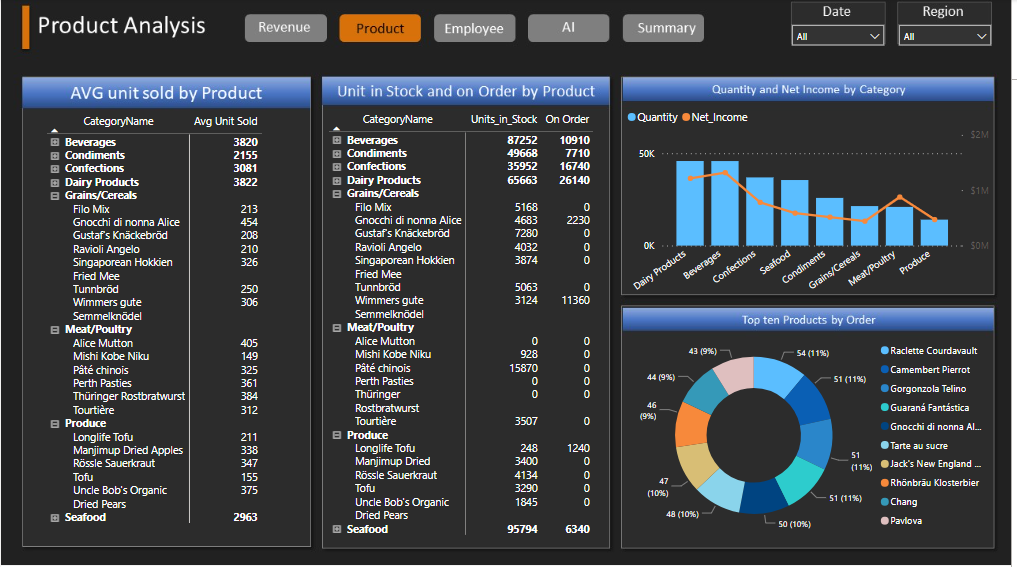 Product Analysis
Revenue
Product
Employee
AI
Summary
Date
All
Region
All
AVG unit sold by Product
CategoryName Avg Unit Sold
Beverages 3820
Condiments 2155
Confections 3081
Dairy Products 3822
Grains/Cereals
Filo Mix 213
Gnocchi di nonna Alice 454
Gustaf's Knäckebröd 208
Ravioli Angelo 210
Singaporean Hokkien 326
Fried Mee
Tunnbröd 250
Wimmers gute 306
Semmelknödel
Meat/Poultry
Alice Mutton 405
Mishi Kobe Niku 149
Pâté chinois 325
Perth Pasties 361
Thüringer Rostbratwurst 384
Tourtière 312
Produce
Longlife Tofu 211
Manjimup Dried Apples 338
Rössle Sauerkraut 347
Tofu 155
Uncle Bob's Organic 375
Dried Pears
Seafood 2963
Unit in Stock and on Order by Product
CategoryName Units_in_Stock On Order
Beverages 87252 10910
Condiments 49668 7710
Confections 35952 16740
Dairy Products 65663 26140
Grains/Cereals
Filo Mix 5168 0
Gnocchi di nonna Alice 4683 2230
Gustaf's Knäckebröd 7280 0
Ravioli Angelo 4032 0
Singaporean Hokkien 3874 0
Fried Mee
Tunnbröd 5063 0
Wimmers gute 3124 11360
Semmelknödel
Meat/Poultry
Alice Mutton 0 0
Mishi Kobe Niku 928 0
Pâté chinois 15870 0
Perth Pasties 0 0
Thüringer 0 0
Rostbratwurst
Tourtière 3507 0
Produce
Longlife Tofu 248 1240
Manjimup Dried 3400 0
Rössle Sauerkraut 4134 0
Tofu 3290 0
Uncle Bob's Organic 1845 0
Dried Pears
Seafood 95794 6340
Quantity and Net Income by Category
Quantity Net_Income
50K
0K
$2M
$1M
$0M
Dairy Products
Beverages
Confections
Seafood
Condiments
Grains/Cereals
Meat/Poultry
Produce
Top ten Products by Order
54 (11%)
51 (11%)
51 (11%)
51 (11%)
50 (10%)
48 (10%)
47 (10%)
46 (9%)
44 (9%)
43 (9%)
Raclette Courdavault
Camembert Pierrot
Gorgonzola Telino
Guaraná Fantástica
Gnocchi di nonna Al...
Tarte au sucre
Jack's New England ...
Rhönbräu Klosterbier
Chang
Pavlova